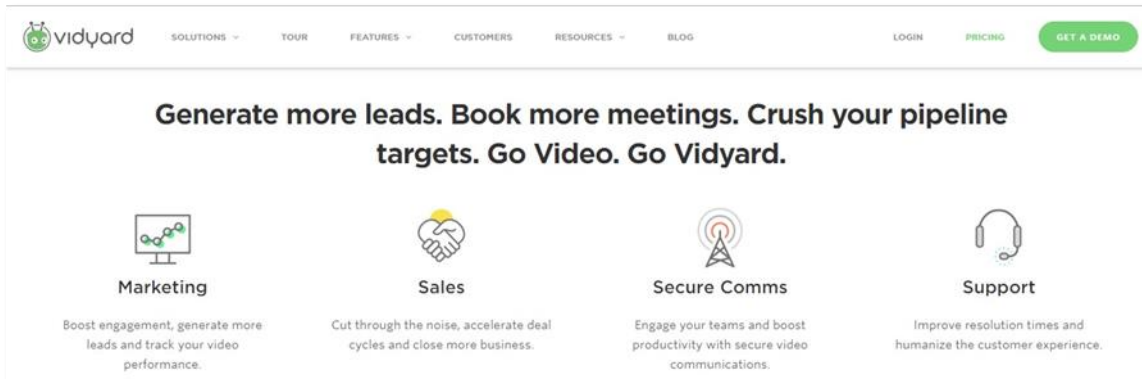 vidyard
SOLUTIONS
TOUR
FEATURES
CUSTOMERS
RESOURCES
BLOG
LOGIN
PRICING
GET A DEMO
Generate more leads. Book more meetings. Crush your pipeline
targets. Go Video. Go Vidyard.
Marketing
Boost engagement, generate more
leads and track your video
performance.
Sales
Cut through the noise, accelerate deal
cycles and close more business.
Secure Comms
Engage your teams and boost
productivity with secure video
communications.
Support
Improve resolution times and
humanize the customer experience.